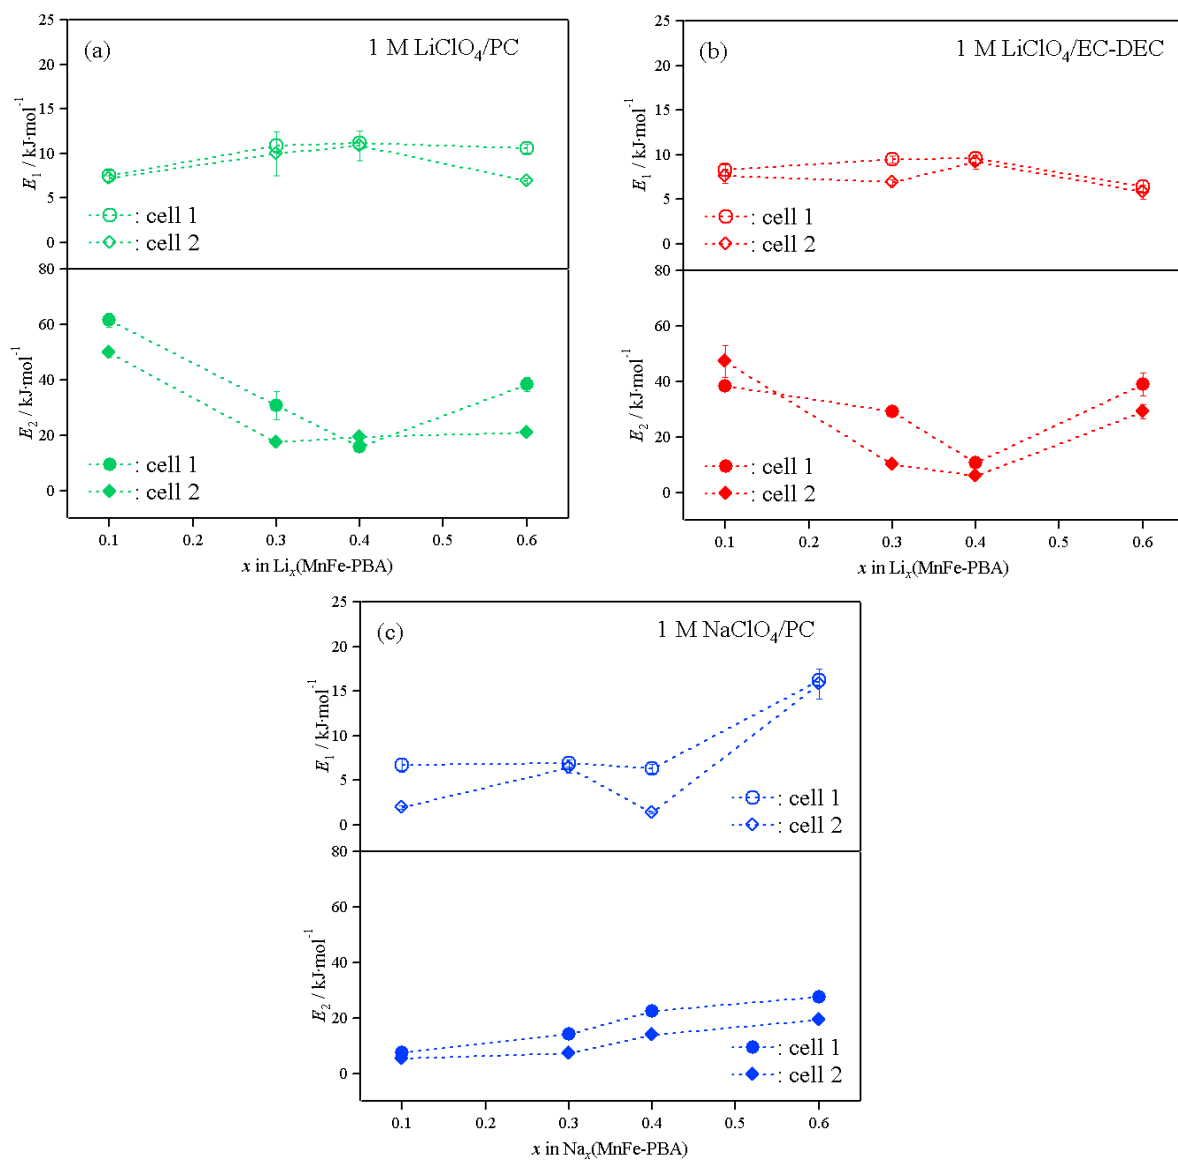 (a)
1 M LiClO₄/PC
E₁ / kJ·mol⁻¹
25
20
15
10
5
0
: cell 1
: cell 2
E₂ / kJ·mol⁻¹
80
60
40
20
0
: cell 1
: cell 2
0.1 0.2 0.3 0.4 0.5 0.6
x in Liₓ(MnFe-PBA)
(b)
1 M LiClO₄/EC-DEC
E₁ / kJ·mol⁻¹
25
20
15
10
5
0
: cell 1
: cell 2
E₂ / kJ·mol⁻¹
80
60
40
20
0
: cell 1
: cell 2
0.1 0.2 0.3 0.4 0.5 0.6
x in Liₓ(MnFe-PBA)
(c)
1 M NaClO₄/PC
E₁ / kJ·mol⁻¹
25
20
15
10
5
0
: cell 1
: cell 2
E₂ / kJ·mol⁻¹
80
60
40
20
0
: cell 1
: cell 2
0.1 0.2 0.3 0.4 0.5 0.6
x in Naₓ(MnFe-PBA)